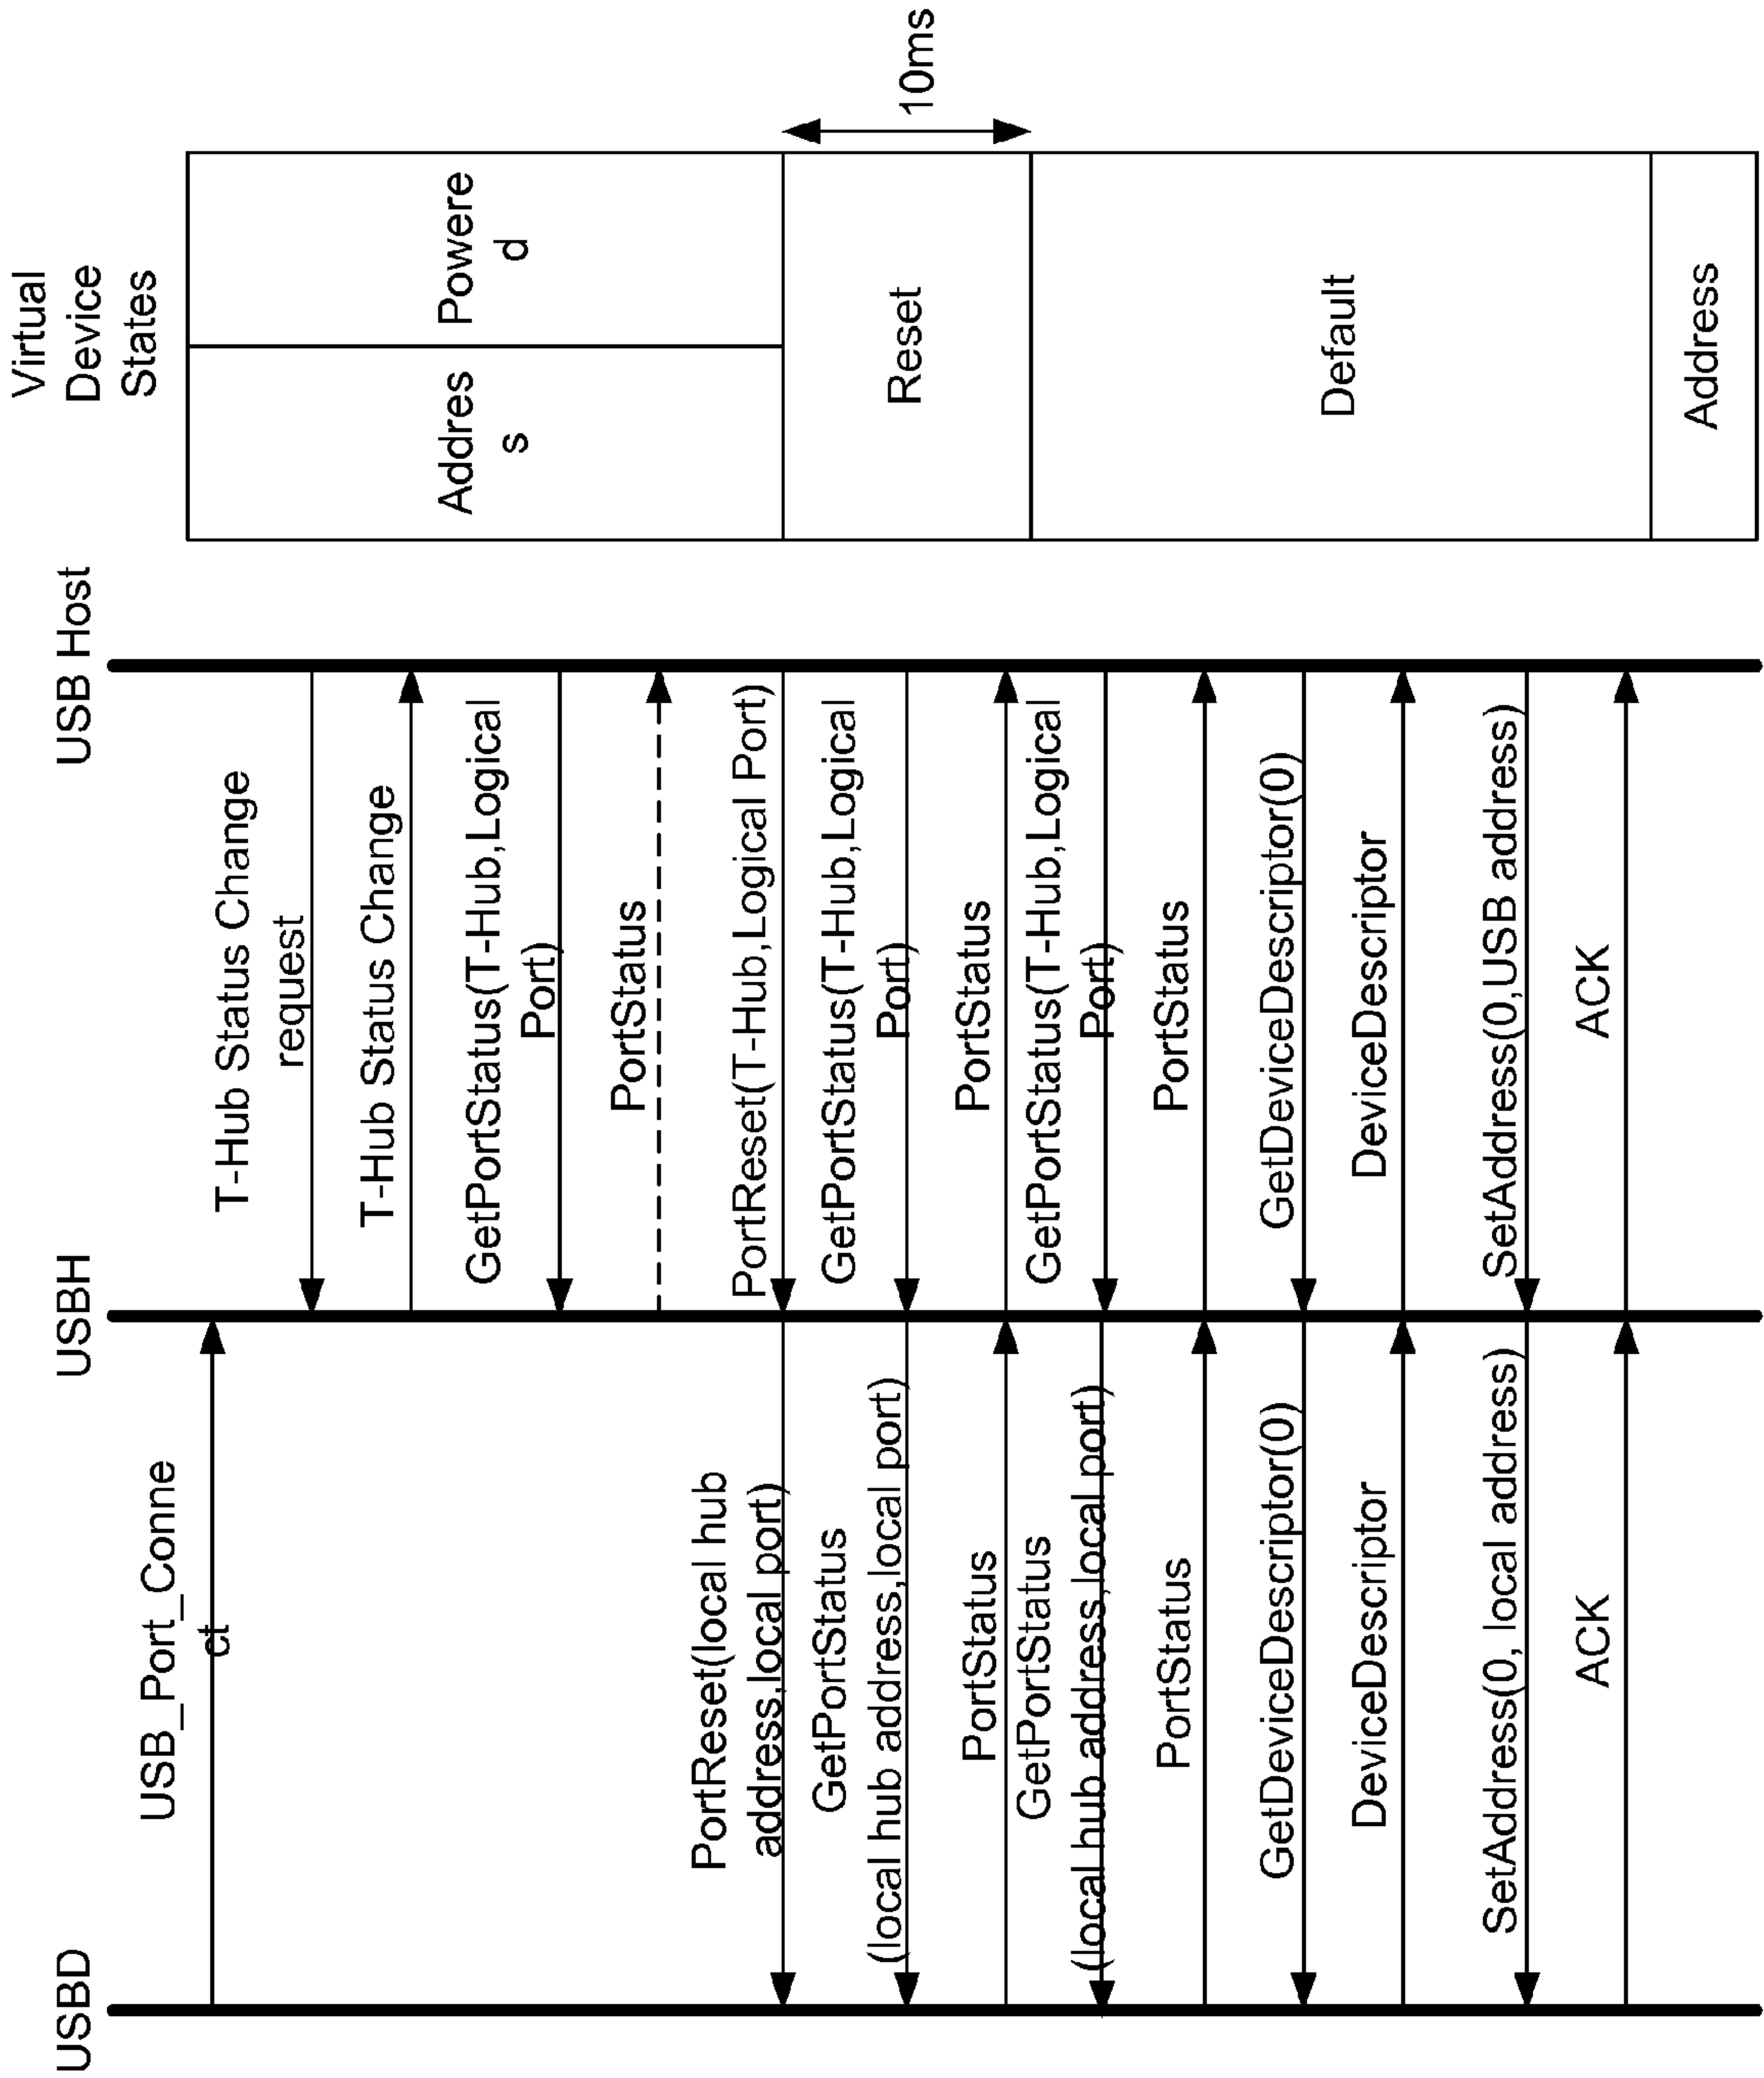 USBD
USBH
USB Host
Virtual
Device
States
USB_Port_Conne
ct
T-Hub Status Change
request
T-Hub Status Change
GetPortStatus(T-Hub,Logical
Port)
PortStatus
Addres
s
Powere
d
PortReset(local hub
address,local port)
PortReset(T-Hub,Logical Port)
GetPortStatus
(local hub address,local port)
GetPortStatus(T-Hub,Logical
Port)
Reset
10ms
PortStatus
PortStatus
GetPortStatus
(local hub address,local port)
GetPortStatus(T-Hub,Logical
Port)
PortStatus
PortStatus
GetDeviceDescriptor(0)
GetDeviceDescriptor(0)
Default
DeviceDescriptor
DeviceDescriptor
SetAddress(0, local address)
SetAddress(0,USB address)
ACK
ACK
Address